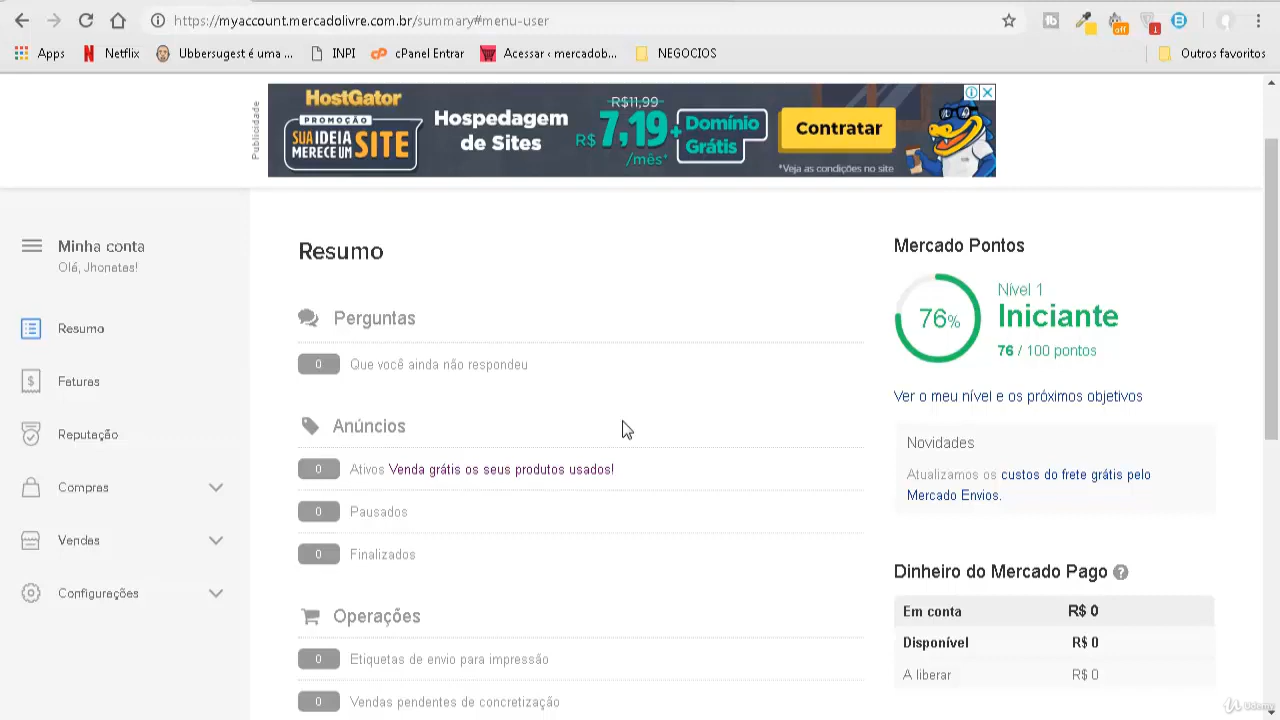 https://myaccount.mercadolivre.com.br/summary#menu-user
off
1
Apps
Netflix
Ubbersugest é uma ...
INPI
cPanel Entrar
Acessar ‹ mercadob...
NEGOCIOS
Outros favoritos
Publicidade
HostGator
PROMOÇÃO
SUA IDEIA
MERECE UM SITE
Hospedagem
de Sites
R$11,99
R$ 7,19
/mês*
+ Domínio
Grátis
Contratar
*Veja as condições no site
Minha conta
Olá, Jhonatas!
Resumo
Faturas
Reputação
Compras
Vendas
Configurações
Resumo
Perguntas
0 Que você ainda não respondeu
Anúncios
0 Ativos Venda grátis os seus produtos usados!
0 Pausados
0 Finalizados
Operações
0 Etiquetas de envio para impressão
0 Vendas pendentes de concretização
Mercado Pontos
76%
Nível 1
Iniciante
76 / 100 pontos
Ver o meu nível e os próximos objetivos
Novidades
Atualizamos os custos do frete grátis pelo
Mercado Envios.
Dinheiro do Mercado Pago ?
Em conta R$ 0
Disponível R$ 0
A liberar R$ 0
Udemy